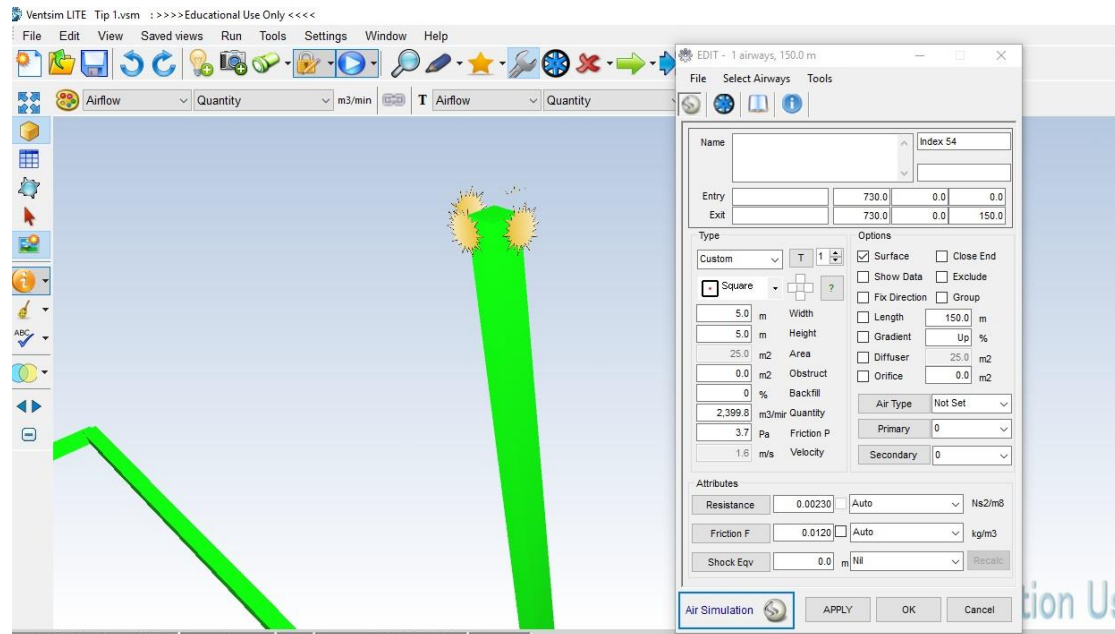 Ventsim LITE Tip 1.vsm : >>>>Educational Use Only <<<<
File Edit View Saved views Run Tools Settings Window Help
Airflow Quantity m3/min T Airflow Quantity
ABC
EDIT - 1 airways, 150.0 m
File Select Airways Tools
Name Index 54
Entry 730.0 0.0 0.0
Exit 730.0 0.0 150.0
Type Options
Custom T 1 Surface Close End
Square ? Show Data Exclude
Fix Direction Group
5.0 m Width Length 150.0 m
5.0 m Height Gradient Up %
25.0 m2 Area Diffuser 25.0 m2
0.0 m2 Obstruct Orifice 0.0 m2
0 % Backfill
2,399.8 m3/min Quantity Air Type Not Set
3.7 Pa Friction P Primary 0
1.6 m/s Velocity Secondary 0
Attributes
Resistance 0.00230 Auto Ns2/m8
Friction F 0.0120 Auto kg/m3
Shock Eqv 0.0 m Nil Recalc
Air Simulation APPLY OK Cancel
tion Us